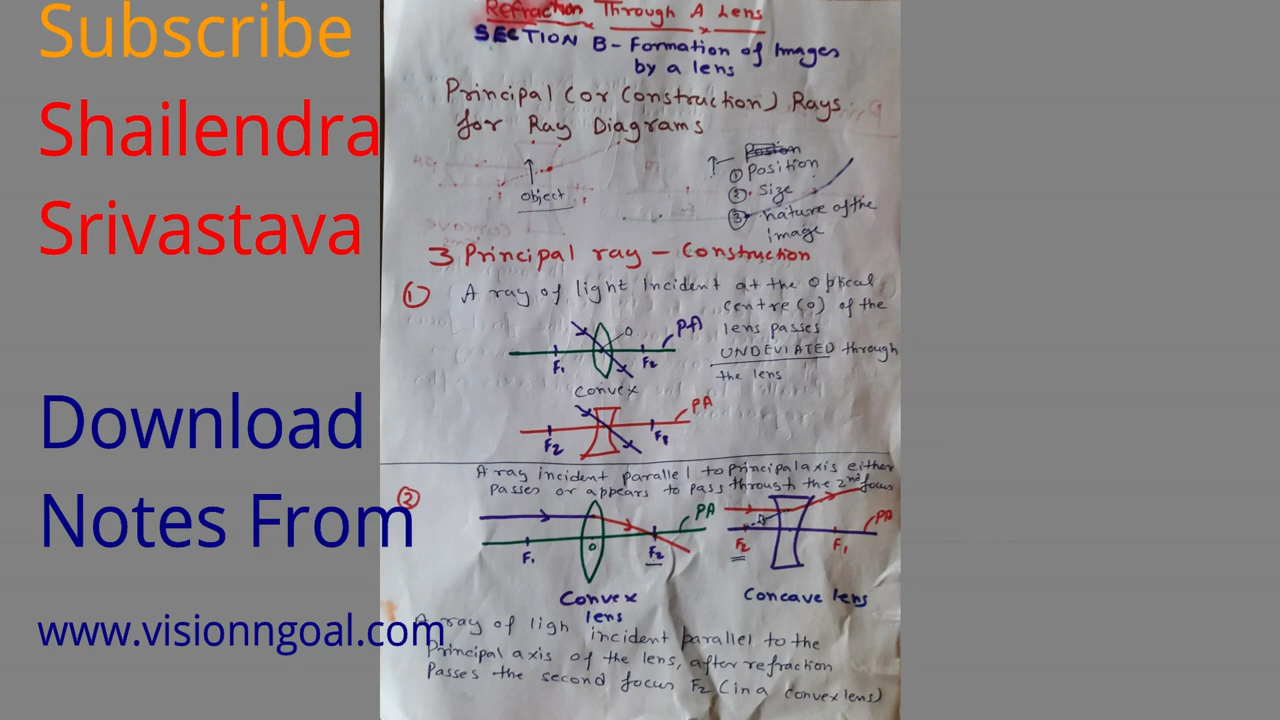 Subscribe
Shailendra
Srivastava
Download
Notes From
www.visionngoal.com
Refraction Through A Lens
SECTION B - Formation of Images
by a lens
Principal (or Construction) Rays
for Ray Diagrams
object
Position
① Position
② Size
③ nature of the
image
3 Principal ray - Construction
① A ray of light incident at the optical
centre (O) of the
lens passes
UNDEVIATED through
the lens
O
PA
F₁
F₂
Convex
PA
F₂
F₁
② A ray incident parallel to principal axis either
passes or appears to pass through the 2nd focus
PA
F₁
O
F₂
Convex
lens
PA
F₂
F₁
Concave lens
A ray of ligh incident parallel to the
Principal axis of the lens, after refraction
Passes the second focus F₂ (in a convex lens)